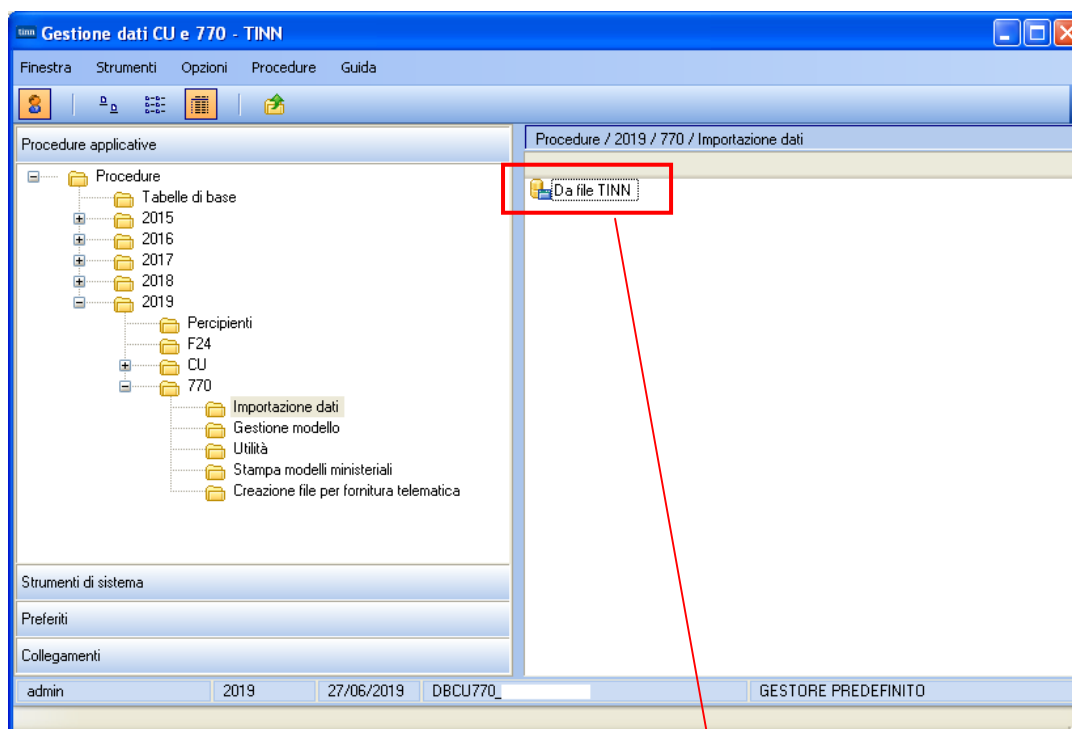 tinn Gestione dati CU e 770 - TINN
Finestra Strumenti Opzioni Procedure Guida
Procedure applicative
Procedure
Tabelle di base
2015
2016
2017
2018
2019
Percipienti
F24
CU
770
Importazione dati
Gestione modello
Utilità
Stampa modelli ministeriali
Creazione file per fornitura telematica
Strumenti di sistema
Preferiti
Collegamenti
Procedure / 2019 / 770 / Importazione dati
Da file TINN
admin 2019 27/06/2019 DBCU770_ GESTORE PREDEFINITO